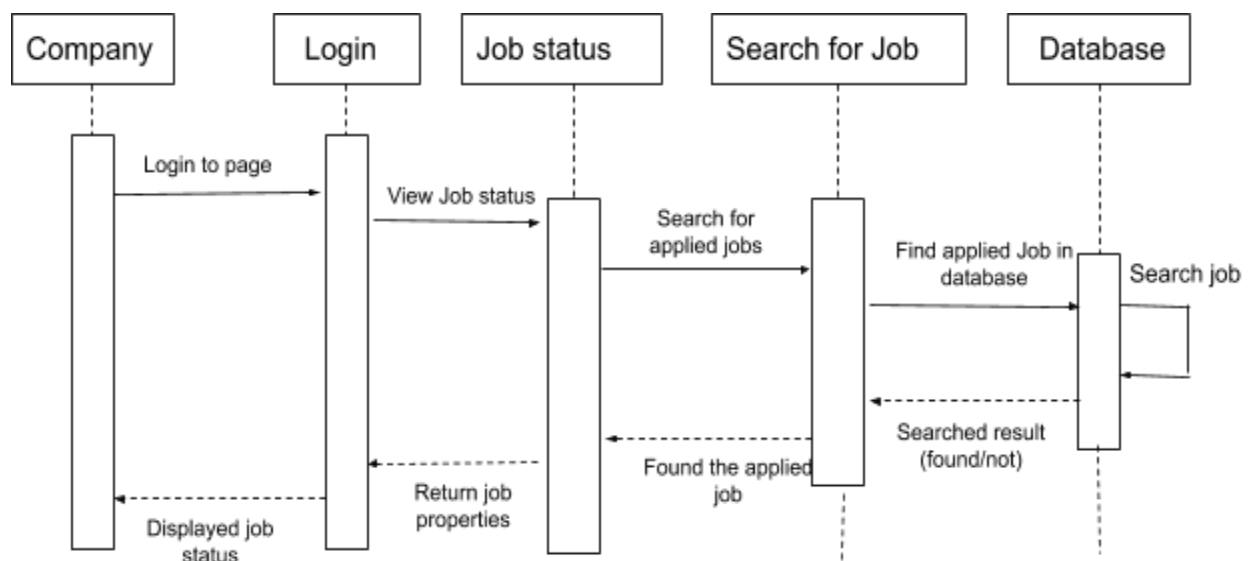 Company
Login
Job status
Search for Job
Database
Login to page
View Job status
Search for
applied jobs
Find applied Job in
database
Search job
Searched result
(found/not)
Found the applied
job
Return job
properties
Displayed job
status